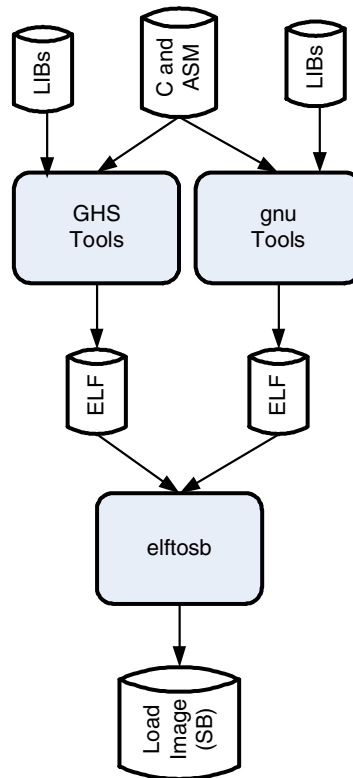 LIBs
C and
ASM
LIBs
GHS
Tools
gnu
Tools
ELF
ELF
elftosb
Load
Image
(SB)